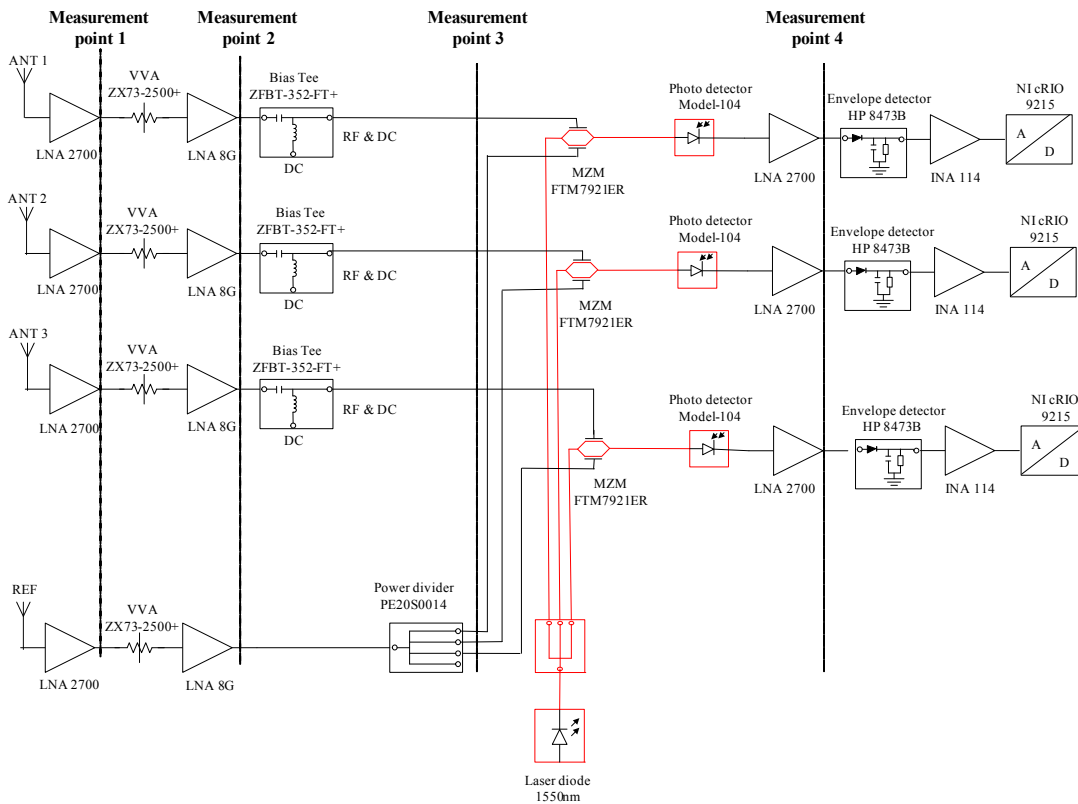 Measurement
point 1
Measurement
point 2
Measurement
point 3
Measurement
point 4
ANT 1
VVA
ZX73-2500+
LNA 2700
LNA 8G
Bias Tee
ZFBT-352-FT+
RF & DC
DC
MZM
FTM7921ER
Photo detector
Model-104
LNA 2700
Envelope detector
HP 8473B
INA 114
NI cRIO
9215
A
D
ANT 2
VVA
ZX73-2500+
LNA 2700
LNA 8G
Bias Tee
ZFBT-352-FT+
RF & DC
DC
MZM
FTM7921ER
Photo detector
Model-104
LNA 2700
Envelope detector
HP 8473B
INA 114
NI cRIO
9215
A
D
ANT 3
VVA
ZX73-2500+
LNA 2700
LNA 8G
Bias Tee
ZFBT-352-FT+
RF & DC
DC
MZM
FTM7921ER
Photo detector
Model-104
LNA 2700
Envelope detector
HP 8473B
INA 114
NI cRIO
9215
A
D
REF
VVA
ZX73-2500+
LNA 2700
LNA 8G
Power divider
PE20S0014
Laser diode
1550nm